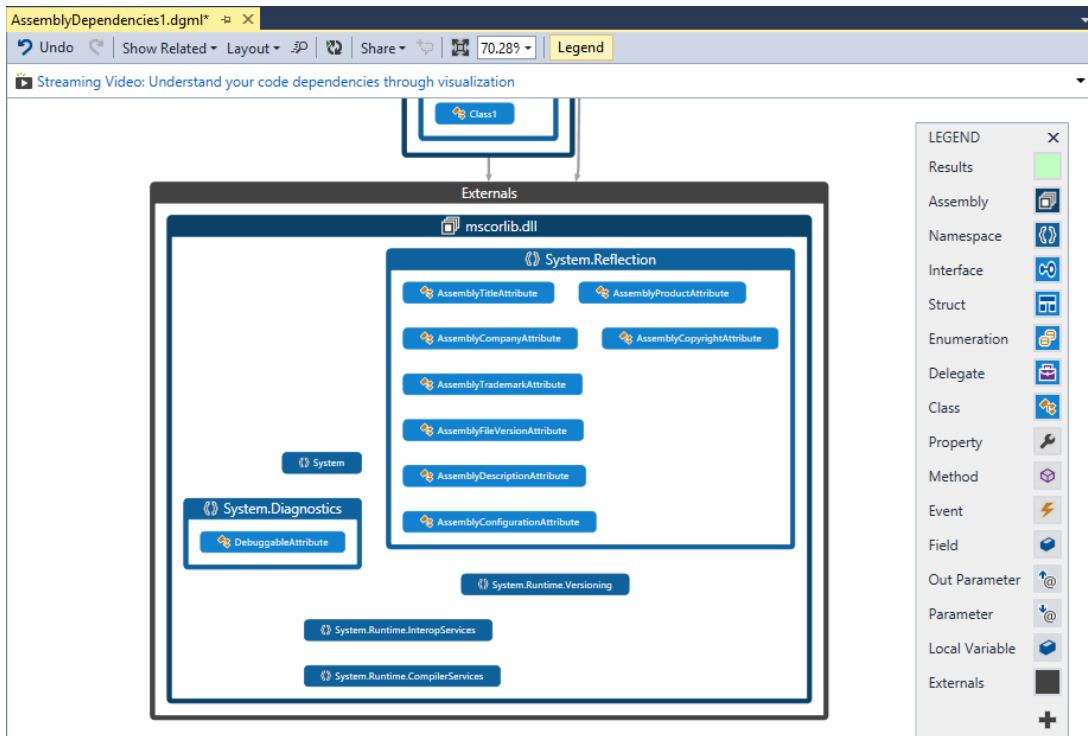 AssemblyDependencies1.dgml*
Undo Show Related Layout Share 70.289 Legend
Streaming Video: Understand your code dependencies through visualization
Class1
Externals
mscorlib.dll
System.Reflection
AssemblyTitleAttribute AssemblyProductAttribute
AssemblyCompanyAttribute AssemblyCopyrightAttribute
AssemblyTrademarkAttribute
AssemblyFileVersionAttribute
System
AssemblyDescriptionAttribute
System.Diagnostics
AssemblyConfigurationAttribute
DebuggableAttribute
System.Runtime.Versioning
System.Runtime.InteropServices
System.Runtime.CompilerServices
LEGEND
Results
Assembly
Namespace
Interface
Struct
Enumeration
Delegate
Class
Property
Method
Event
Field
Out Parameter
Parameter
Local Variable
Externals